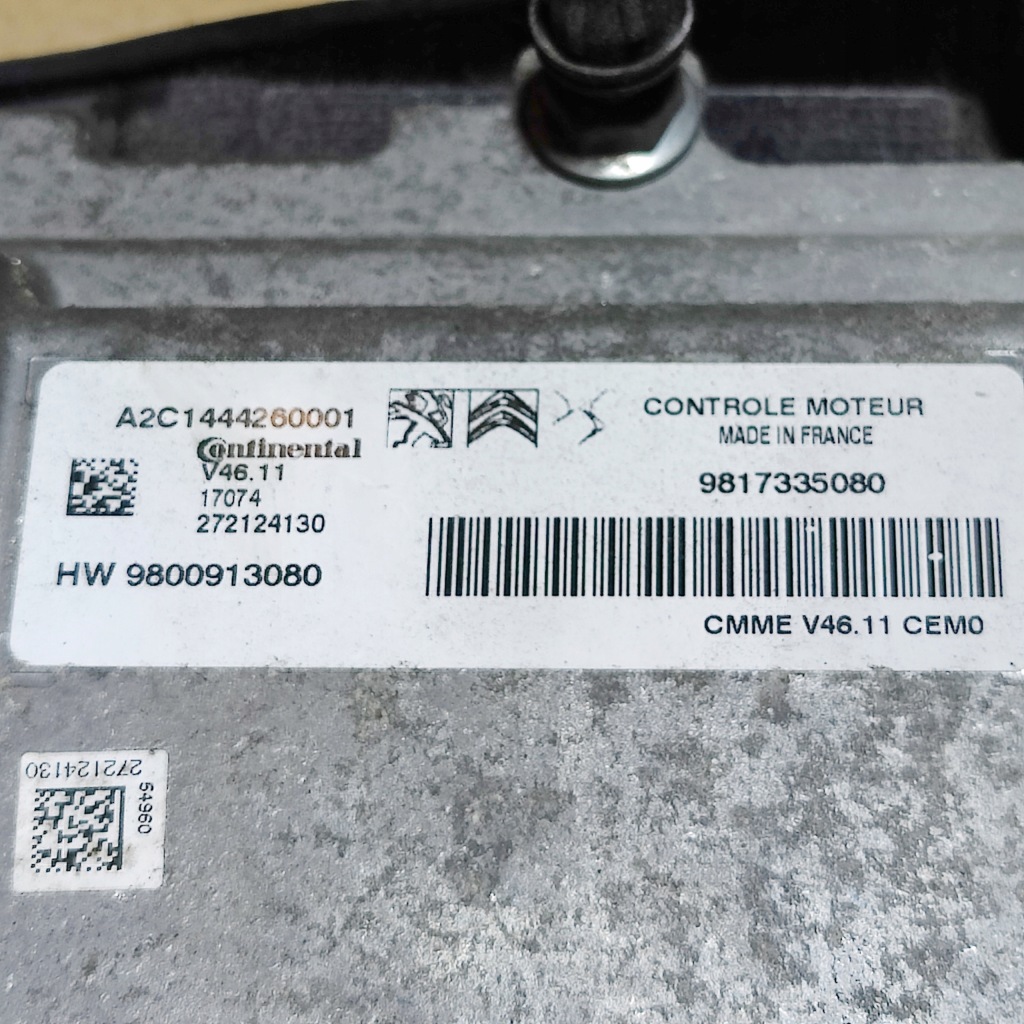 A2C1444260001
Continental
V46.11
17074
272124130
HW 9800913080
CONTROLE MOTEUR
MADE IN FRANCE
9817335080
CMME V46.11 CEM0
272124130
54960